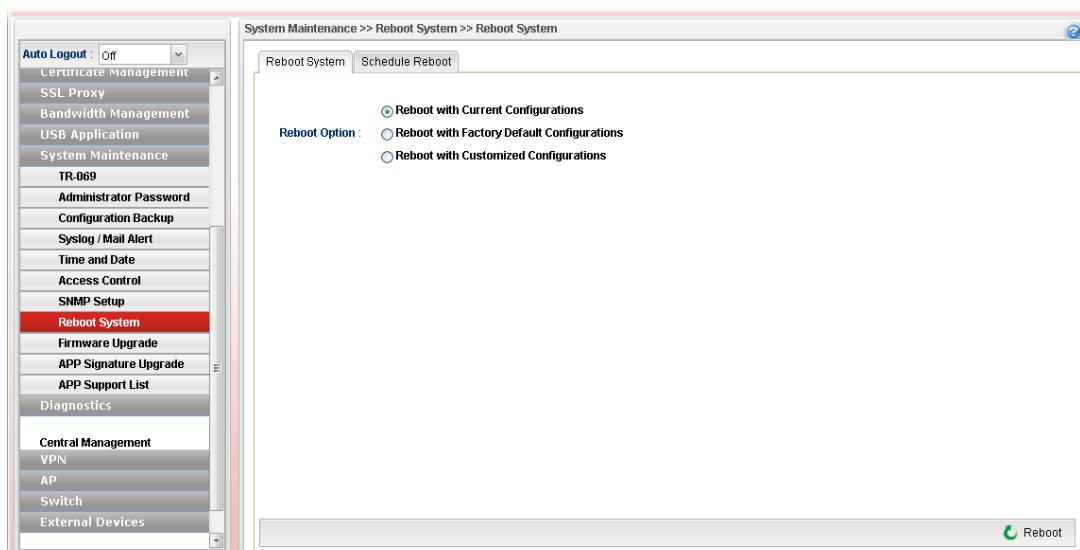 System Maintenance >> Reboot System >> Reboot System
Auto Logout : Off
Certificate Management
SSL Proxy
Bandwidth Management
USB Application
System Maintenance
TR-069
Administrator Password
Configuration Backup
Syslog / Mail Alert
Time and Date
Access Control
SNMP Setup
Reboot System
Firmware Upgrade
APP Signature Upgrade
APP Support List
Diagnostics
Central Management
VPN
AP
Switch
External Devices
Reboot System Schedule Reboot
Reboot Option :
Reboot with Current Configurations
Reboot with Factory Default Configurations
Reboot with Customized Configurations
Reboot
?